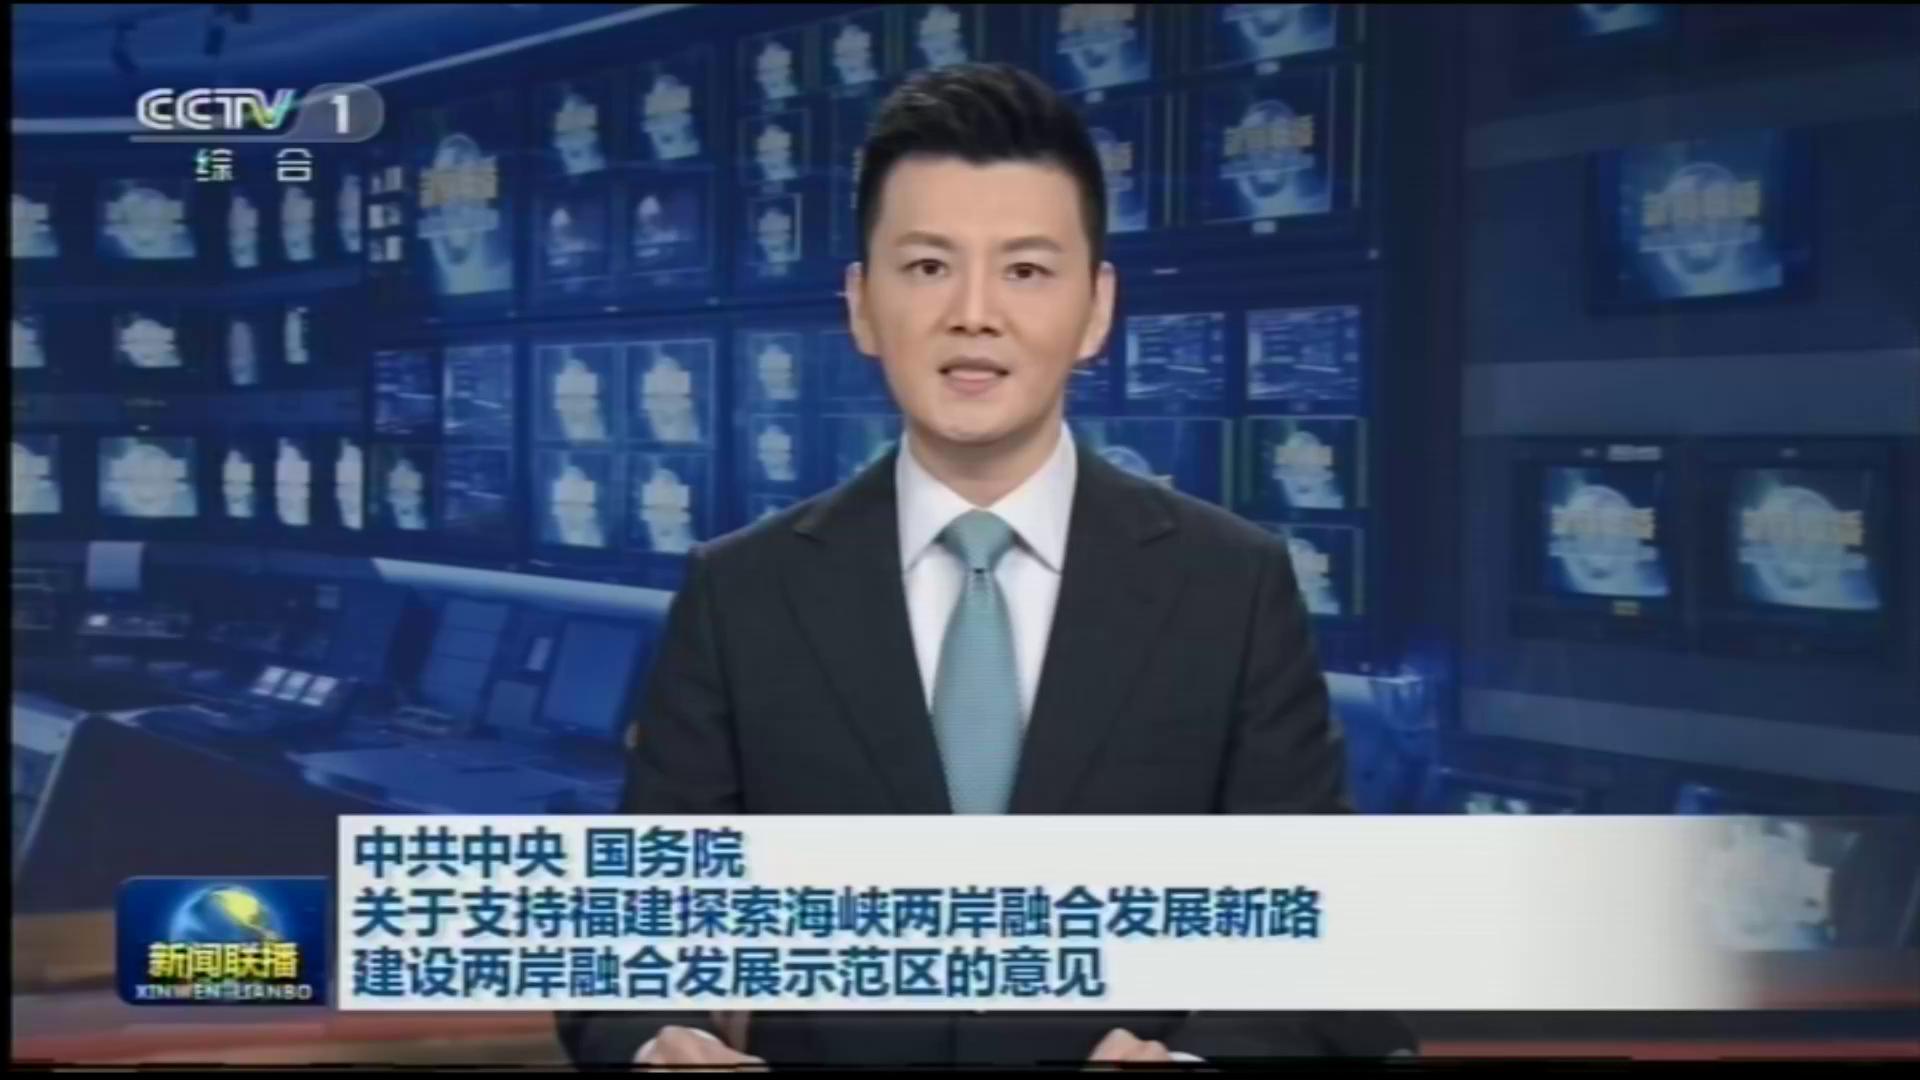 CCTV 1
综 合
中共中央 国务院
关于支持福建探索海峡两岸融合发展新路
建设两岸融合发展示范区的意见
新闻联播
XINWEN LIANBO